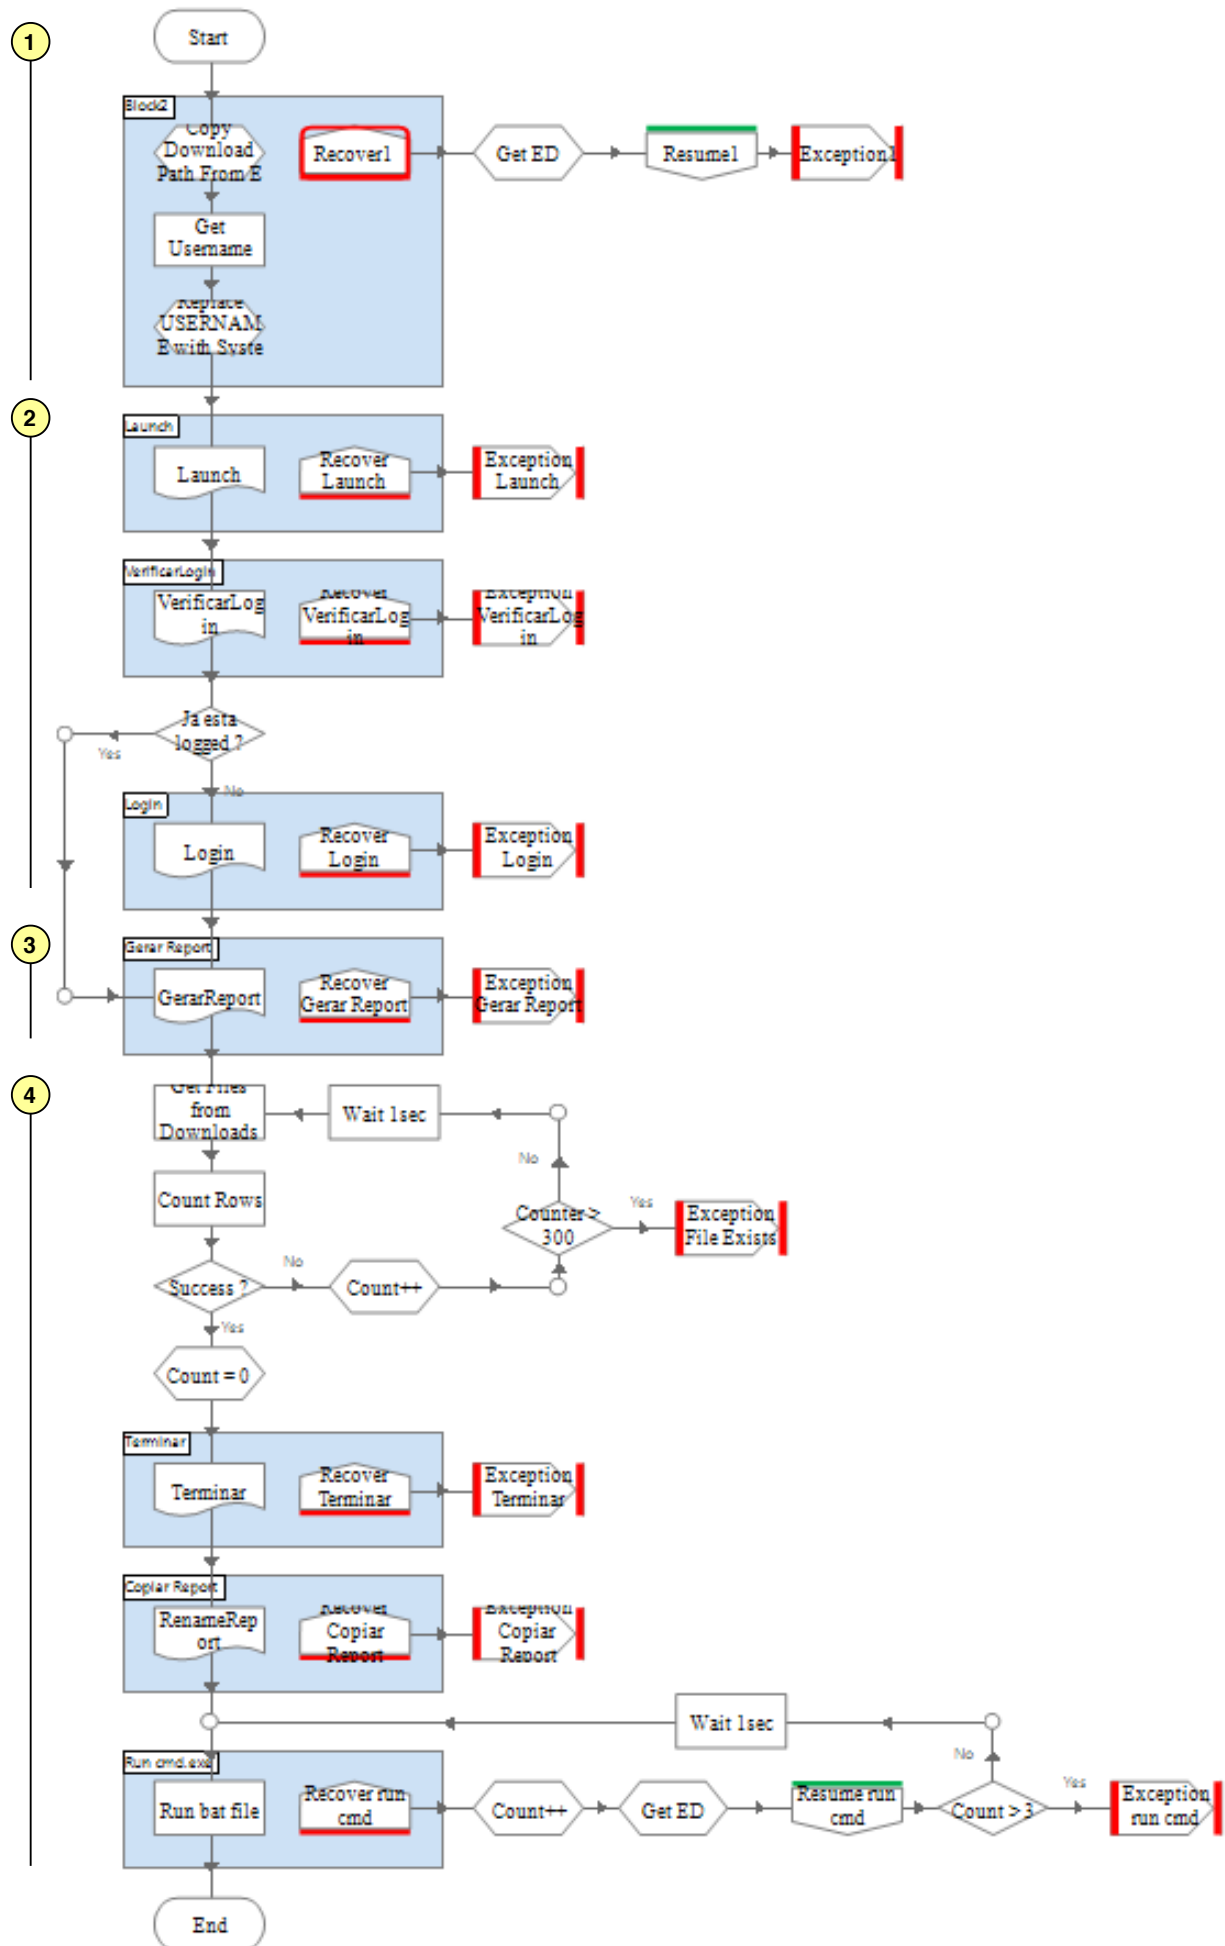 1
Start
Block2
Copy
Download
Path From E
Recover1
Get ED
Resume1
Exception1
Get
Username
Replace
USERNAM
E with Syste
2
Launch
Launch
Recover
Launch
Exception
Launch
VerificarLogin
VerificarLog
in
Recover
VerificarLog
in
Exception
VerificarLog
in
Já esta
logged ?
Yes
No
Login
Login
Recover
Login
Exception
Login
3
Gerar Report
GerarReport
Recover
Gerar Report
Exception
Gerar Report
4
Get Files
from
Downloads
Wait 1sec
No
Count Rows
Counter >
300
Yes
Exception
File Exists
Success ?
No
Count++
Yes
Count = 0
Terminar
Terminar
Recover
Terminar
Exception
Terminar
Copiar Report
RenameRep
ort
Recover
Copiar
Report
Exception
Copiar
Report
Wait 1sec
No
Run cmd.exe
Run bat file
Recover run
cmd
Count++
Get ED
Resume run
cmd
Count > 3
Yes
Exception
run cmd
End